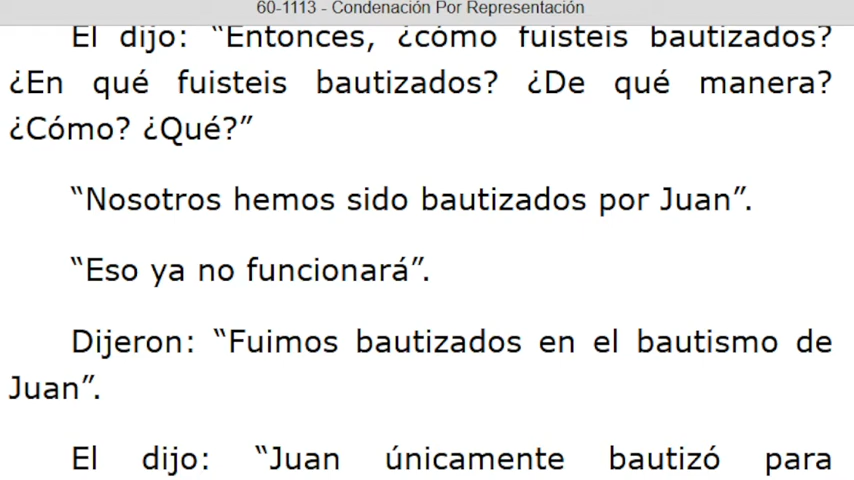 60-1113 - Condenación Por Representación
El dijo: “Entonces, ¿cómo fuisteis bautizados?
¿En qué fuisteis bautizados? ¿De qué manera?
¿Cómo? ¿Qué?”
“Nosotros hemos sido bautizados por Juan”.
“Eso ya no funcionará”.
Dijeron: “Fuimos bautizados en el bautismo de
Juan”.
El dijo: “Juan únicamente bautizó para